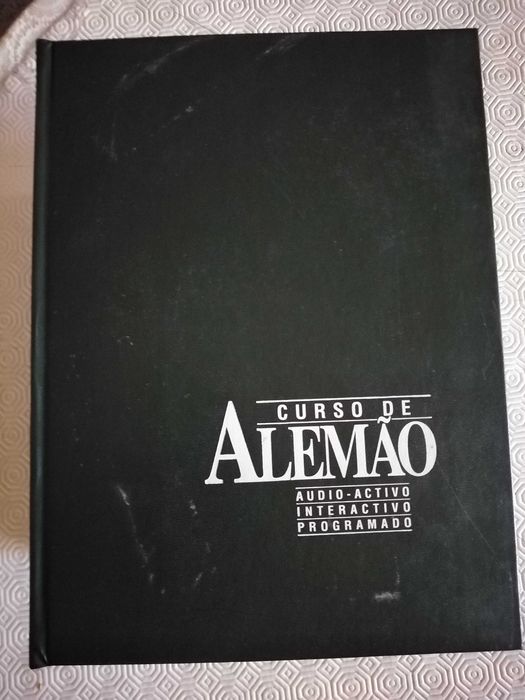 CURSO DE
ALEMÃO
AUDIO-ACTIVO
INTERACTIVO
PROGRAMADO